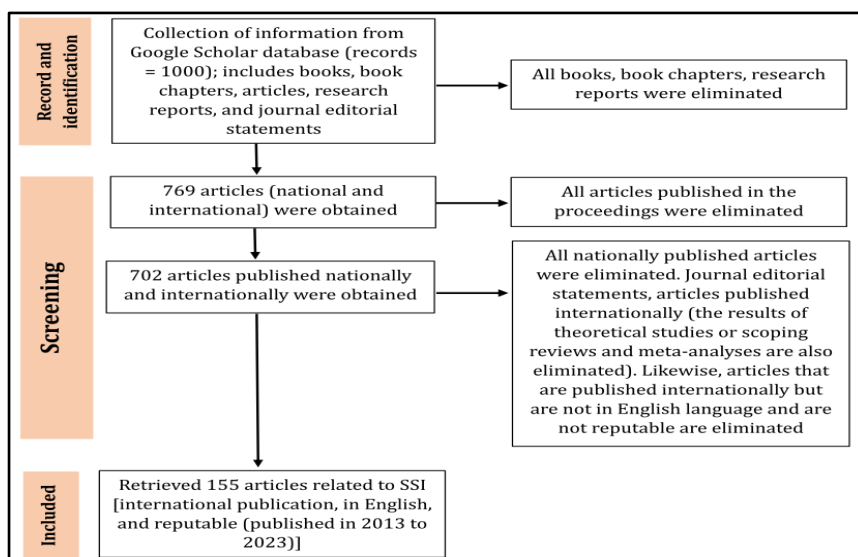 Record and
identification
Collection of information from
Google Scholar database (records
= 1000); includes books, book
chapters, articles, research
reports, and journal editorial
statements
All books, book chapters, research
reports were eliminated
Screening
769 articles (national and
international) were obtained
All articles published in the
proceedings were eliminated
702 articles published nationally
and internationally were obtained
All nationally published articles
were eliminated. Journal editorial
statements, articles published
internationally (the results of
theoretical studies or scoping
reviews and meta-analyses are also
eliminated). Likewise, articles that
are published internationally but
are not in English language and are
not reputable are eliminated
Included
Retrieved 155 articles related to SSI
[international publication, in English,
and reputable (published in 2013 to
2023)]